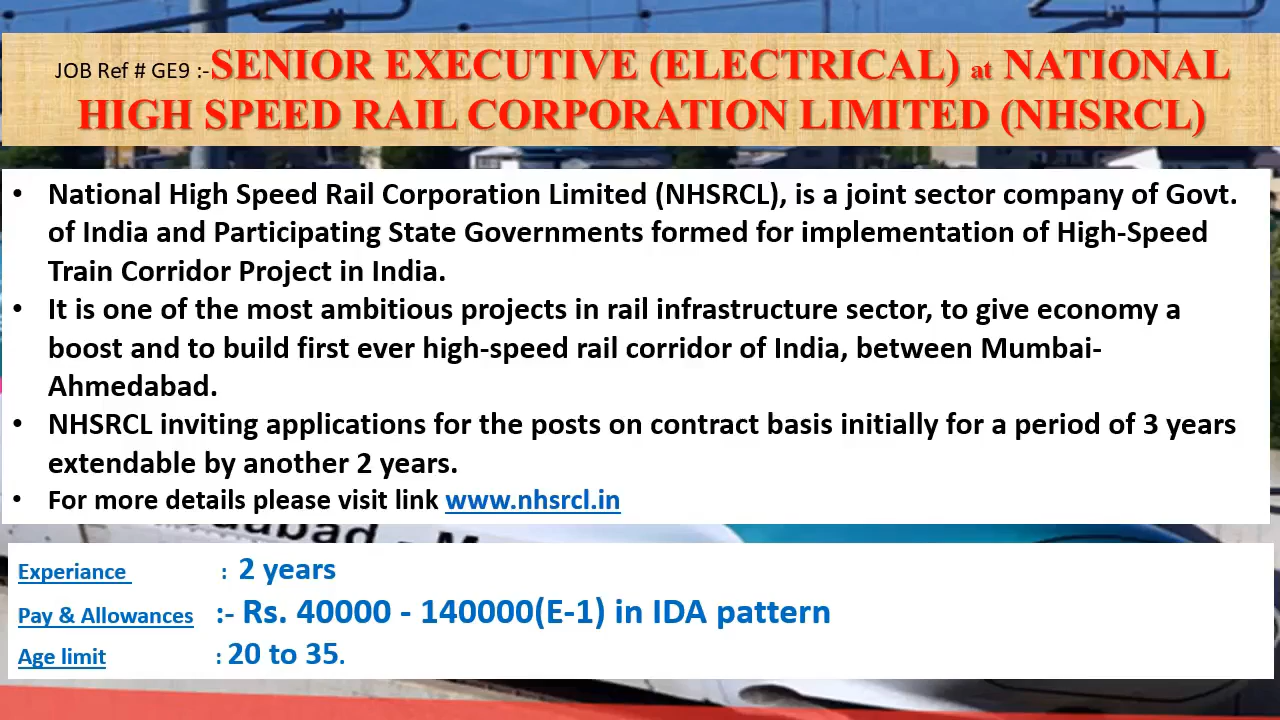 JOB Ref # GE9 :-SENIOR EXECUTIVE (ELECTRICAL) at NATIONAL
HIGH SPEED RAIL CORPORATION LIMITED (NHSRCL)
• National High Speed Rail Corporation Limited (NHSRCL), is a joint sector company of Govt.
of India and Participating State Governments formed for implementation of High-Speed
Train Corridor Project in India.
• It is one of the most ambitious projects in rail infrastructure sector, to give economy a
boost and to build first ever high-speed rail corridor of India, between Mumbai-
Ahmedabad.
• NHSRCL inviting applications for the posts on contract basis initially for a period of 3 years
extendable by another 2 years.
• For more details please visit link www.nhsrcl.in
Experiance : 2 years
Pay & Allowances :- Rs. 40000 - 140000(E-1) in IDA pattern
Age limit : 20 to 35.